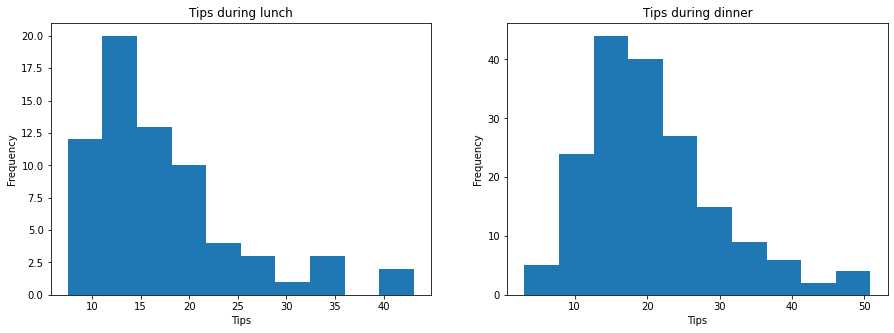 Tips during lunch
20.0
17.5
15.0
12.5
10.0
7.5
5.0
2.5
0.0
Frequency
10 15 20 25 30 35 40
Tips
Tips during dinner
40
30
20
10
0
Frequency
10 20 30 40 50
Tips